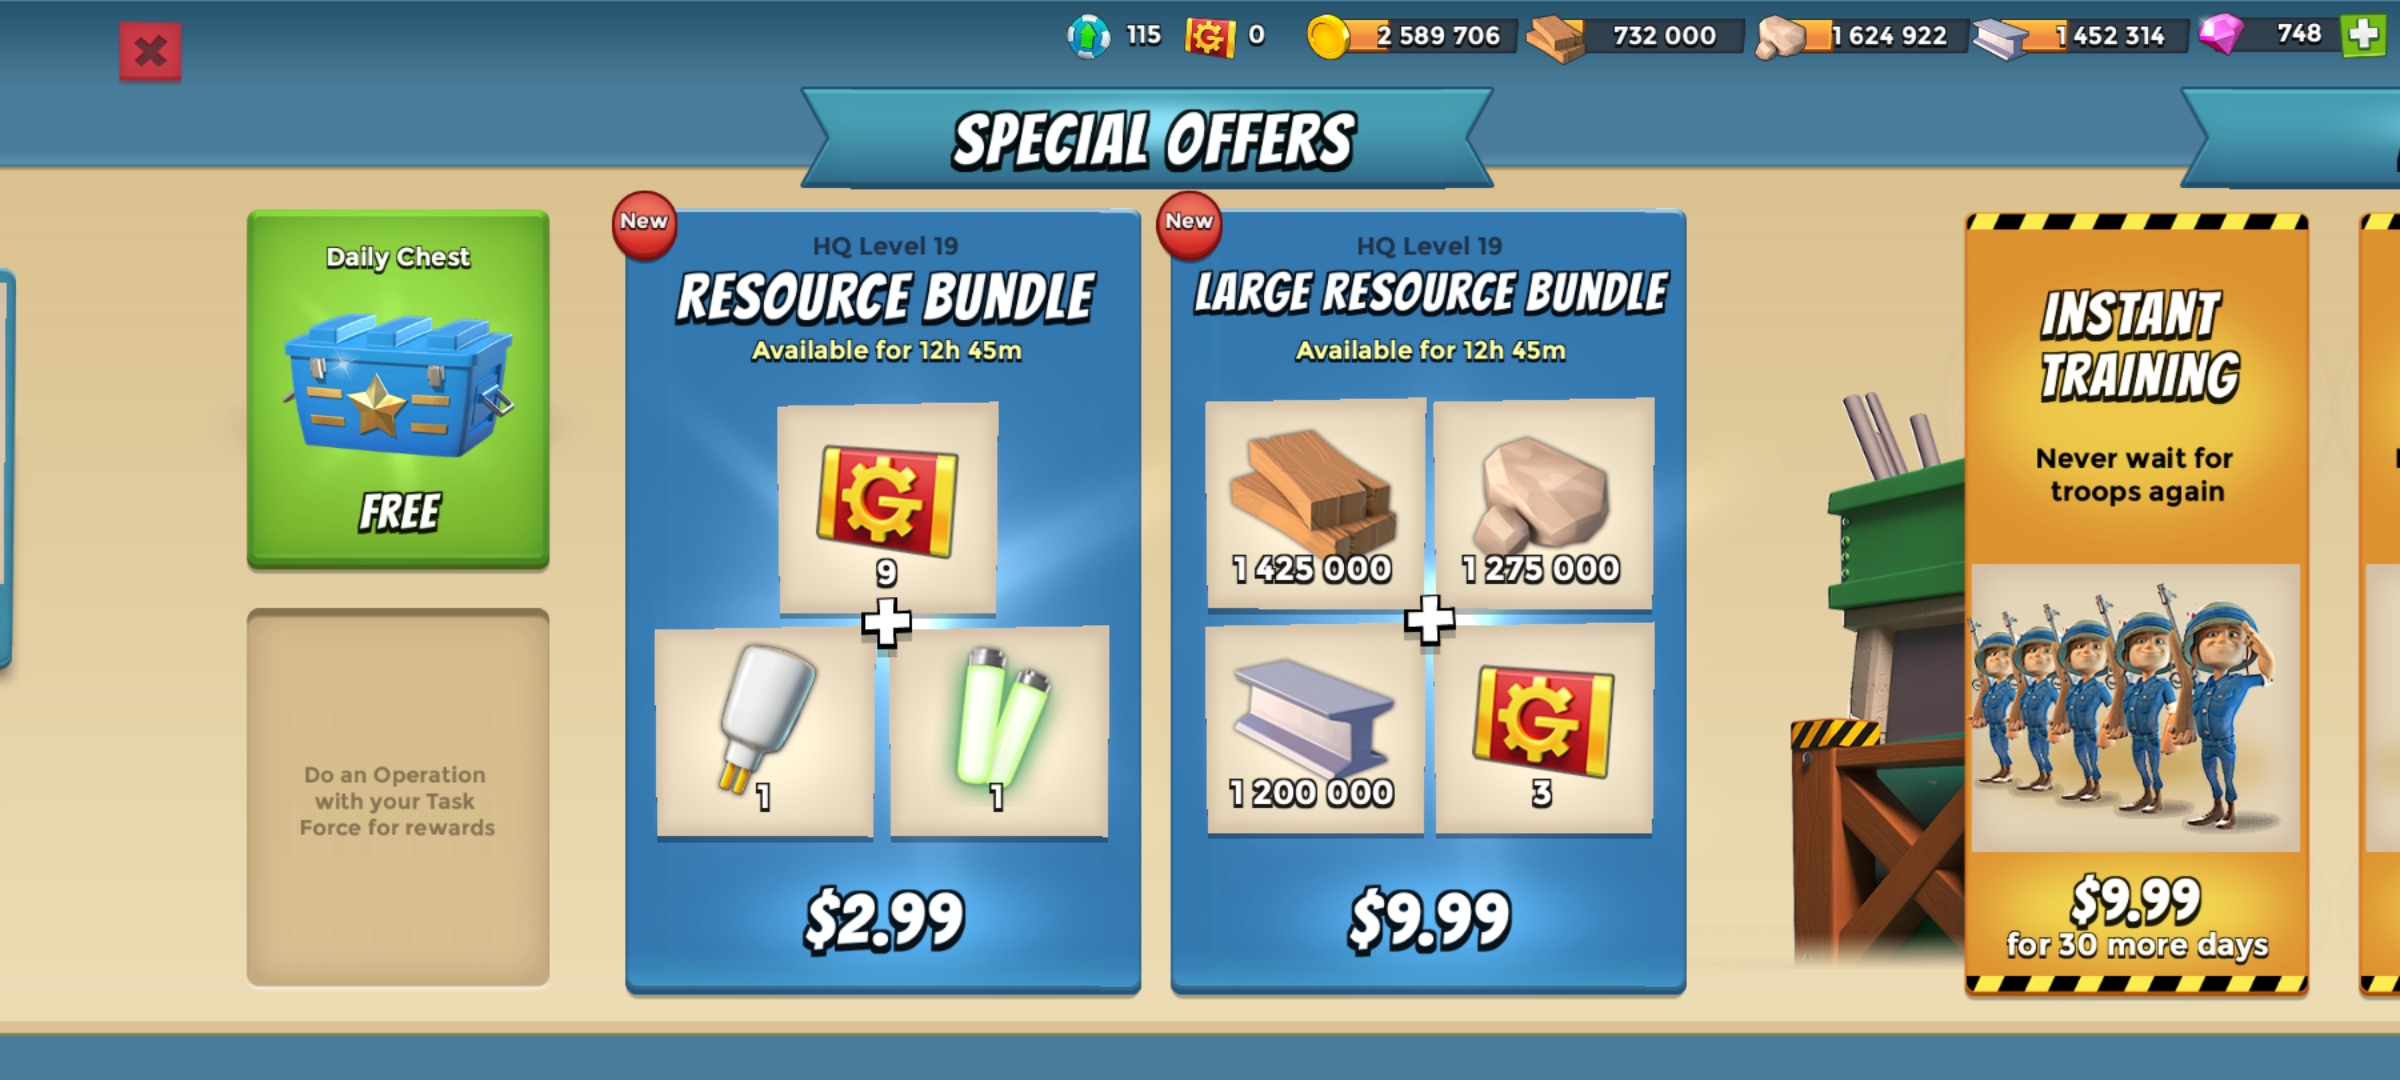 115
0
2 589 706
732 000
1 624 922
1 452 314
748
SPECIAL OFFERS
Daily Chest
FREE
Do an Operation
with your Task
Force for rewards
New
HQ Level 19
RESOURCE BUNDLE
Available for 12h 45m
G
9
1
1
$2.99
New
HQ Level 19
LARGE RESOURCE BUNDLE
Available for 12h 45m
1 425 000
1 275 000
1 200 000
G
3
$9.99
INSTANT
TRAINING
Never wait for
troops again
$9.99
for 30 more days